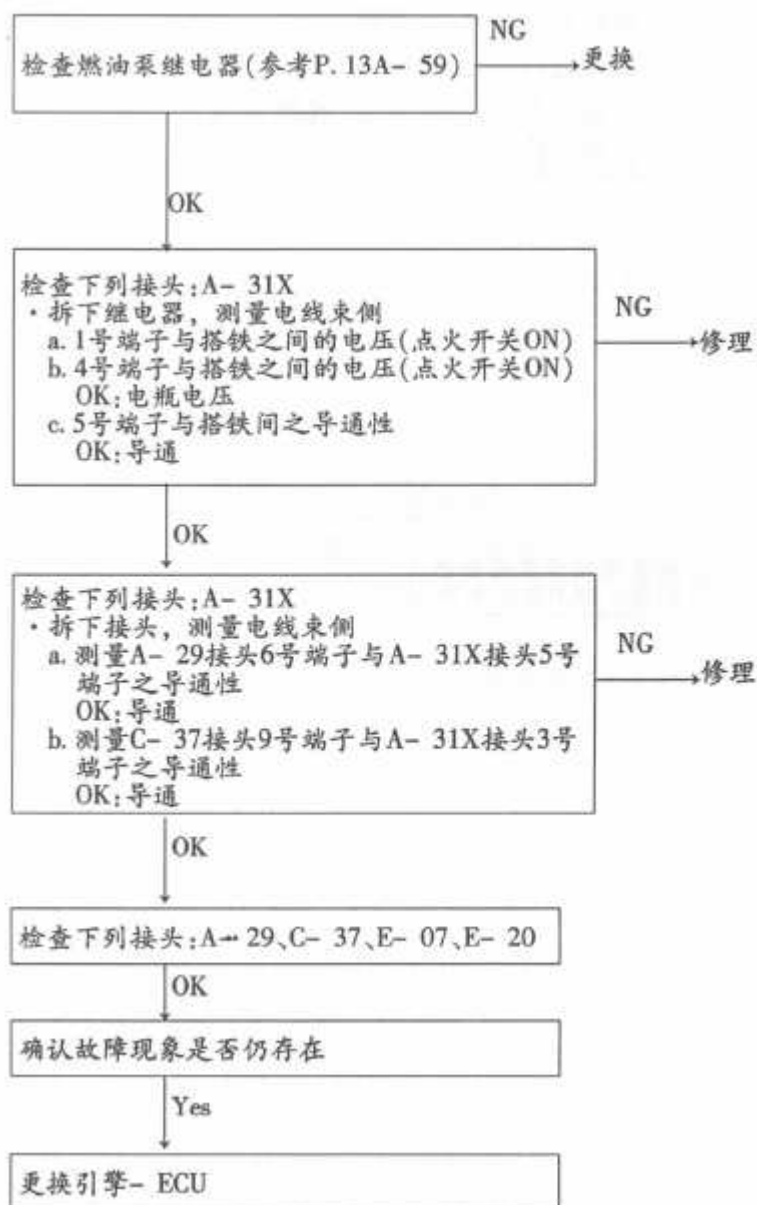 NG
检查燃油泵继电器(参考P.13A- 59)
更换
OK
检查下列接头:A- 31X
·拆下继电器, 测量电线束侧
NG
a. 1号端子与搭铁之间的电压(点火开关ON)
修理
b. 4号端子与搭铁之间的电压(点火开关ON)
OK:电瓶电压
c. 5号端子与搭铁间之导通性
OK:导通
OK
检查下列接头:A- 31X
·拆下接头, 测量电线束侧
NG
a. 测量A- 29接头6号端子与A- 31X接头5号
端子之导通性
修理
OK:导通
b. 测量C- 37接头9号端子与A- 31X接头3号
端子之导通性
OK:导通
OK
检查下列接头:A- 29、C- 37、E- 07、E- 20
OK
确认故障现象是否仍存在
Yes
更换引擎- ECU